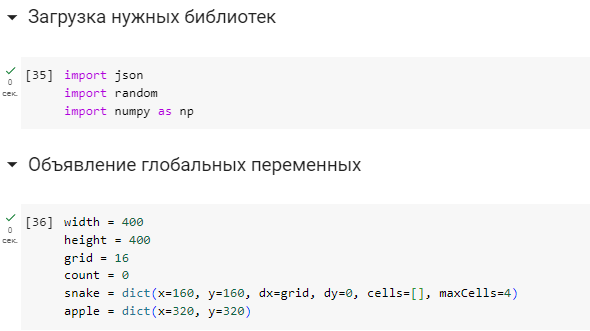 Загрузка нужных библиотек
[35] import json
0 import random
сек. import numpy as np
Объявление глобальных переменных
[36] width = 400
0 height = 400
сек. grid = 16
count = 0
snake = dict(x=160, y=160, dx=grid, dy=0, cells=[], maxCells=4)
apple = dict(x=320, y=320)